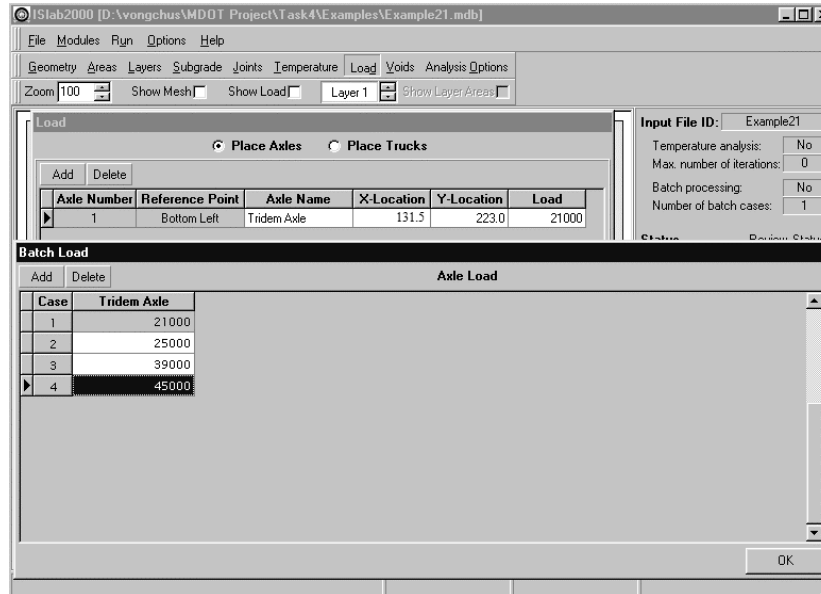 ISlab2000 [D:\vongchus\MDOT Project\Task4\Examples\Example21.mdb]
File Modules Run Options Help
Geometry Areas Layers Subgrade Joints Temperature Load Voids Analysis Options
Zoom 100 Show Mesh Show Load Layer 1 Show Layer Areas
Load
Place Axles Place Trucks
Add Delete
Axle Number Reference Point Axle Name X-Location Y-Location Load
1 Bottom Left Tridem Axle 131.5 223.0 21000
Input File ID: Example21
Temperature analysis: No
Max. number of iterations: 0
Batch processing: No
Number of batch cases: 1
Batch Load
Add Delete Axle Load
Case Tridem Axle
1 21000
2 25000
3 39000
4 45000
OK